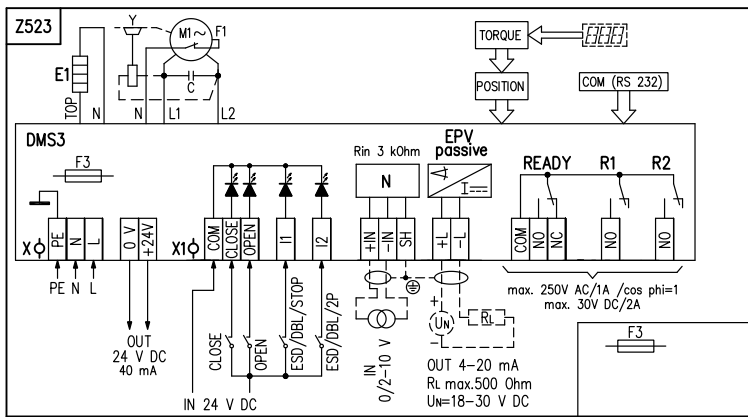 Z523
Y
M1~
F1
E1
C
TOP
N
N
L1
L2
TORQUE
POSITION
COM (RS 232)
DMS3
F3
Rin 3 kOhm
N
EPV
passive
I
READY
R1
R2
X
PE
N
L
0 V
+24V
X1
COM
CLOSE
OPEN
I1
I2
+IN
-IN
SH
+L
-L
COM
NO
NC
NO
NO
PE N L
OUT
24 V DC
40 mA
CLOSE
OPEN
ESD/DBL/STOP
ESD/DBL/2P
IN 24 V DC
IN
0/2-10 V
+
UN
-
RL
OUT 4-20 mA
RL max.500 Ohm
UN=18-30 V DC
max. 250V AC/1A /cos phi=1
max. 30V DC/2A
F3